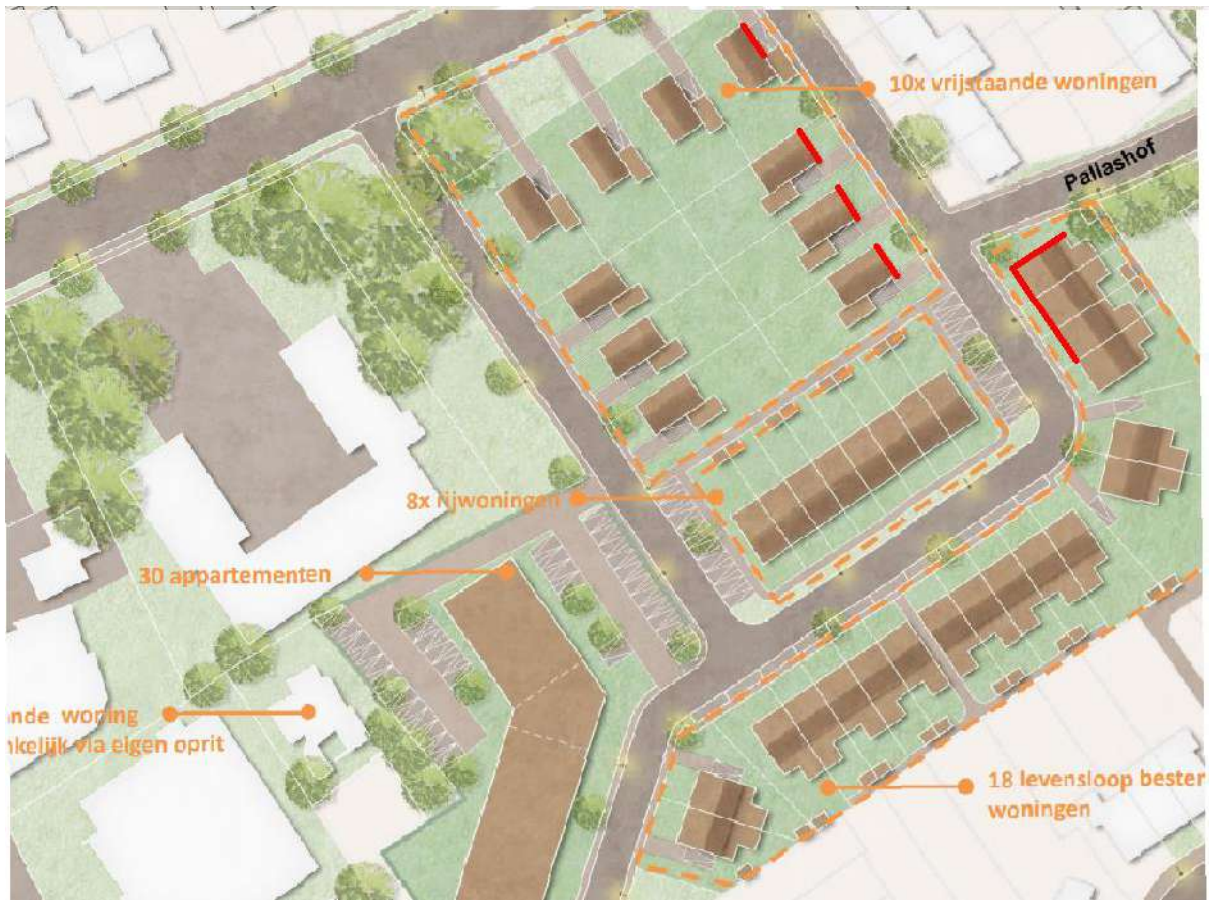 10x vrijstaande woningen
Pallashof
8x rijwoningen
30 appartementen
ande woning
nkelijk via eigen oprit
18 levensloop bester
woningen